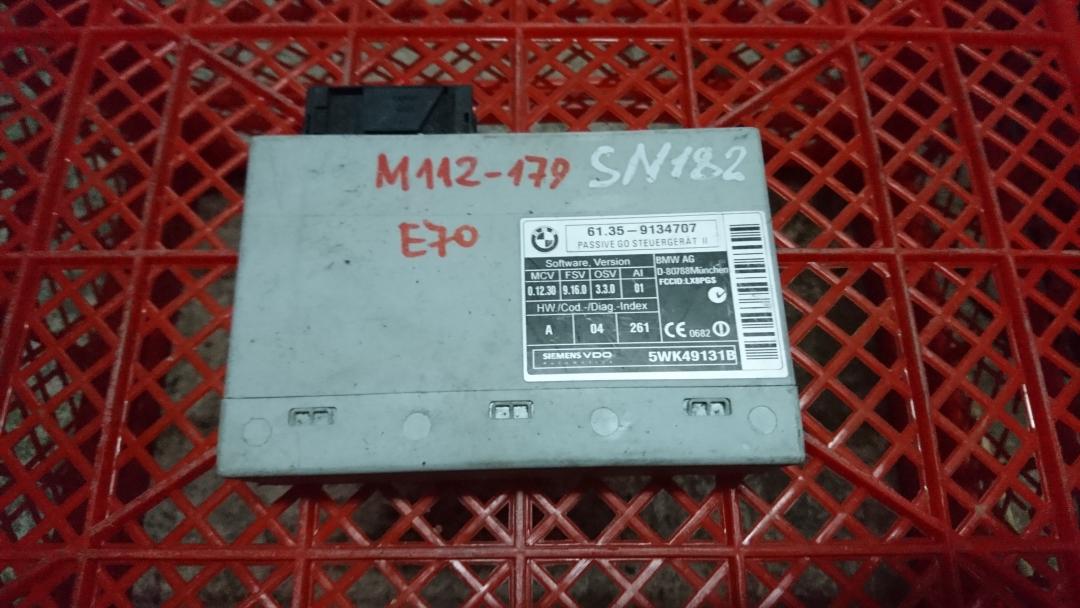 M112-179 SN182
E70
61.35-9134707
PASSIVE GO STEUERGERÄT II
Software, Version
MCV FSV OSV AI
0.12.30 9.16.0 3.3.0 01
HW./Cod.-/Diag.-Index
A 04 261
BMW AG
D-80788München
FCCID:LX8PGS
CE 0682
SIEMENS VDO
AUTOMOTIVE
5WK49131B